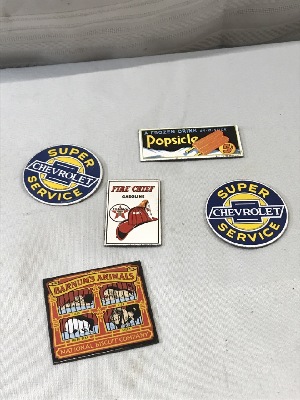 A FROZEN DRINK ON-A-STICK
Popsicle
SUPER
CHEVROLET
SERVICE
FIRE CHIEF
GASOLINE
SUPER
CHEVROLET
SERVICE
BARNUM'S ANIMALS
NATIONAL BISCUIT COMPANY